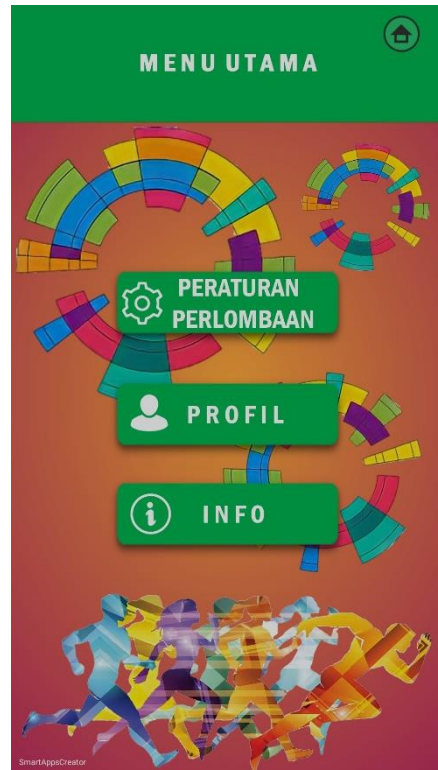 MENU UTAMA
PERATURAN
PERLOMBAAN
PROFIL
INFO
SmartAppsCreator